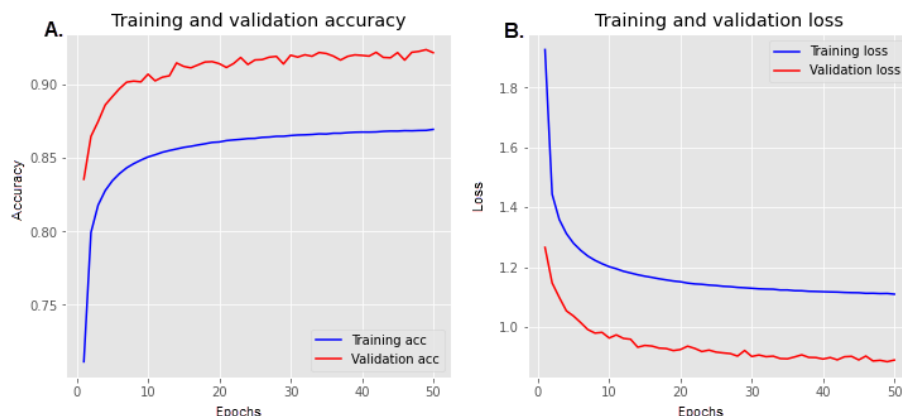 A.
Training and validation accuracy
0.90
0.85
0.80
0.75
Accuracy
Training acc
Validation acc
0
10
20
30
40
50
Epochs
B.
Training and validation loss
Training loss
Validation loss
1.8
1.6
1.4
1.2
1.0
Loss
0
10
20
30
40
50
Epochs